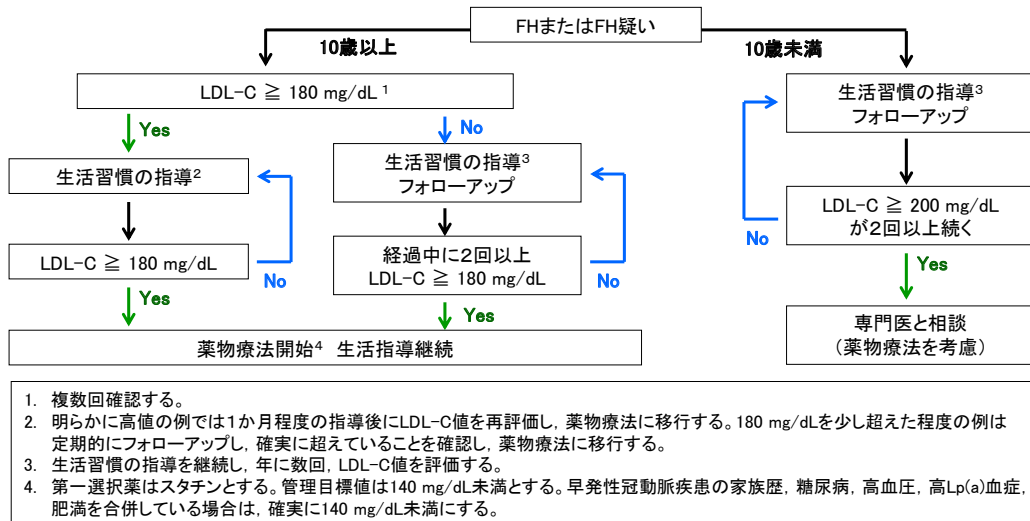 FHまたはFH疑い
10歳以上
10歳未満
LDL-C ≧ 180 mg/dL 1
生活習慣の指導3
フォローアップ
Yes
No
生活習慣の指導2
生活習慣の指導3
フォローアップ
LDL-C ≧ 200 mg/dL
が2回以上続く
No
LDL-C ≧ 180 mg/dL
No
経過中に2回以上
LDL-C ≧ 180 mg/dL
No
Yes
Yes
Yes
薬物療法開始4 生活指導継続
専門医と相談
(薬物療法を考慮)
1. 複数回確認する。
2. 明らかに高値の例では1か月程度の指導後にLDL-C値を再評価し, 薬物療法に移行する。180 mg/dLを少し超えた程度の例は
定期的にフォローアップし, 確実に超えていることを確認し, 薬物療法に移行する。
3. 生活習慣の指導を継続し, 年に数回, LDL-C値を評価する。
4. 第一選択薬はスタチンとする。管理目標値は140 mg/dL未満とする。早発性冠動脈疾患の家族歴, 糖尿病, 高血圧, 高Lp(a)血症,
肥満を合併している場合は, 確実に140 mg/dL未満にする。